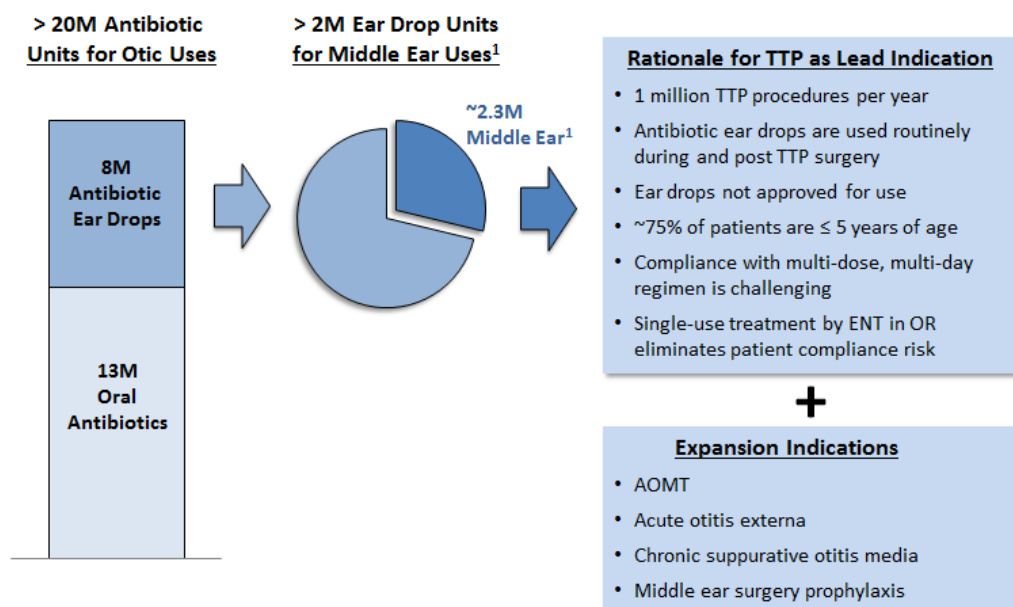 > 20M Antibiotic
Units for Otic Uses
8M
Antibiotic
Ear Drops
13M
Oral
Antibiotics
> 2M Ear Drop Units
for Middle Ear Uses¹
~2.3M
Middle Ear¹
Rationale for TTP as Lead Indication
• 1 million TTP procedures per year
• Antibiotic ear drops are used routinely
during and post TTP surgery
• Ear drops not approved for use
• ~75% of patients are ≤ 5 years of age
• Compliance with multi-dose, multi-day
regimen is challenging
• Single-use treatment by ENT in OR
eliminates patient compliance risk
+
Expansion Indications
• AOMT
• Acute otitis externa
• Chronic suppurative otitis media
• Middle ear surgery prophylaxis